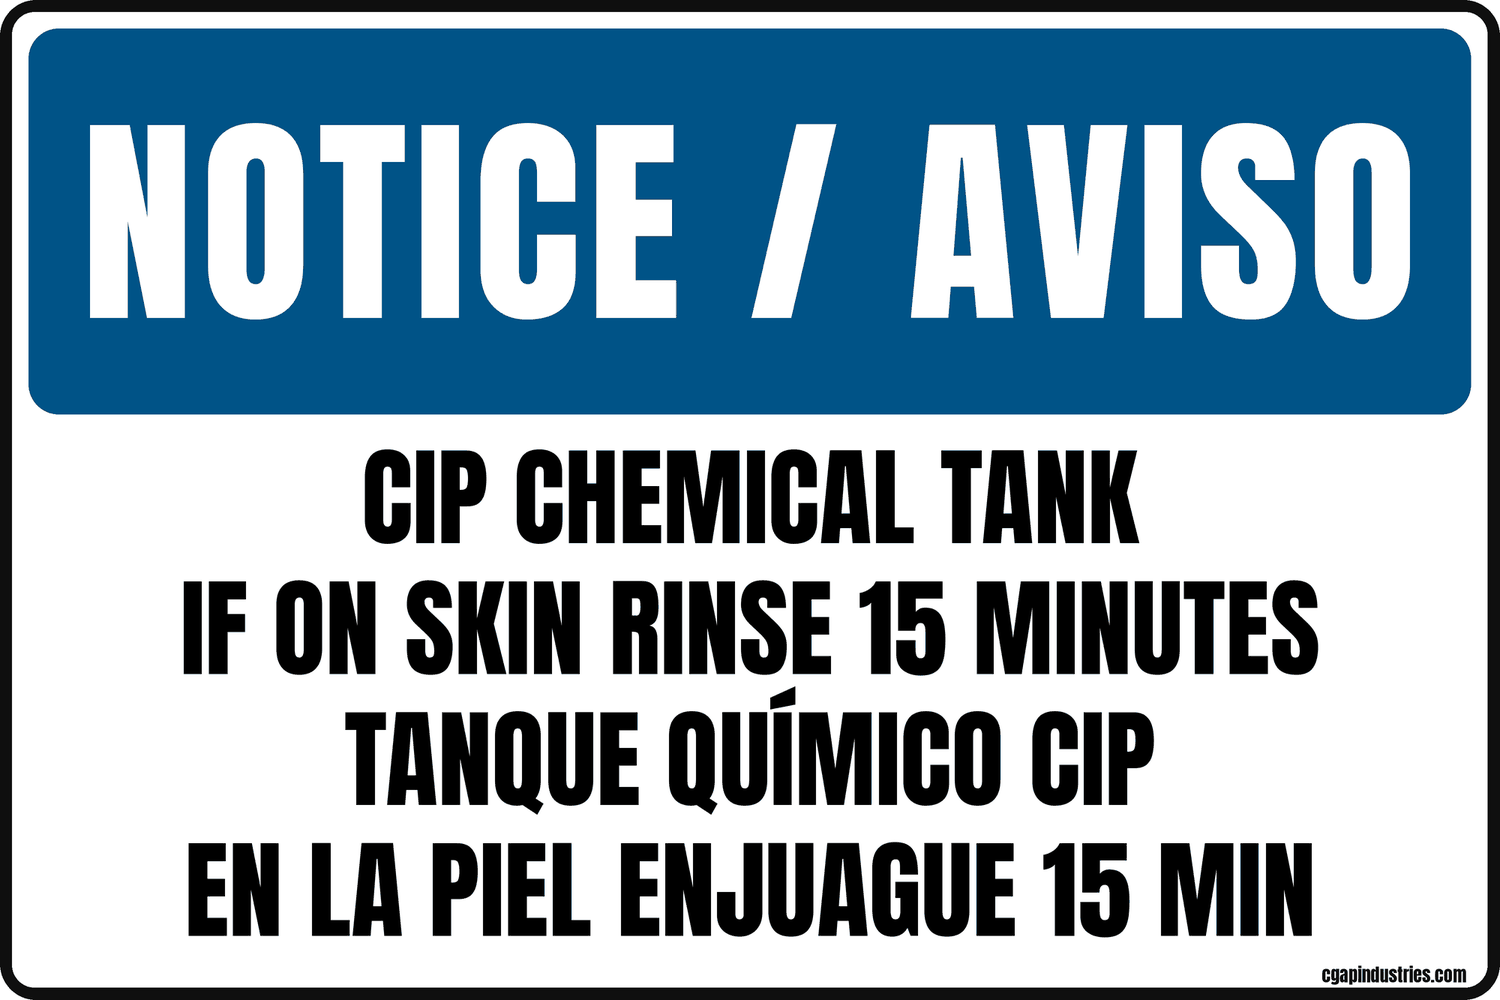 NOTICE / AVISO
CIP CHEMICAL TANK
IF ON SKIN RINSE 15 MINUTES
TANQUE QUÍMICO CIP
EN LA PIEL ENJUAGUE 15 MIN
cgapindustries.com